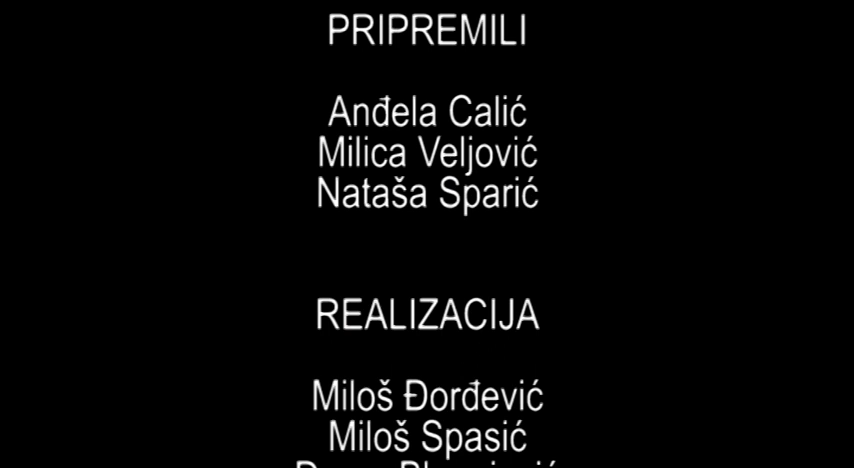 PRIPREMILI
Anđela Calić
Milica Veljović
Nataša Sparić
REALIZACIJA
Miloš Đorđević
Miloš Spasić